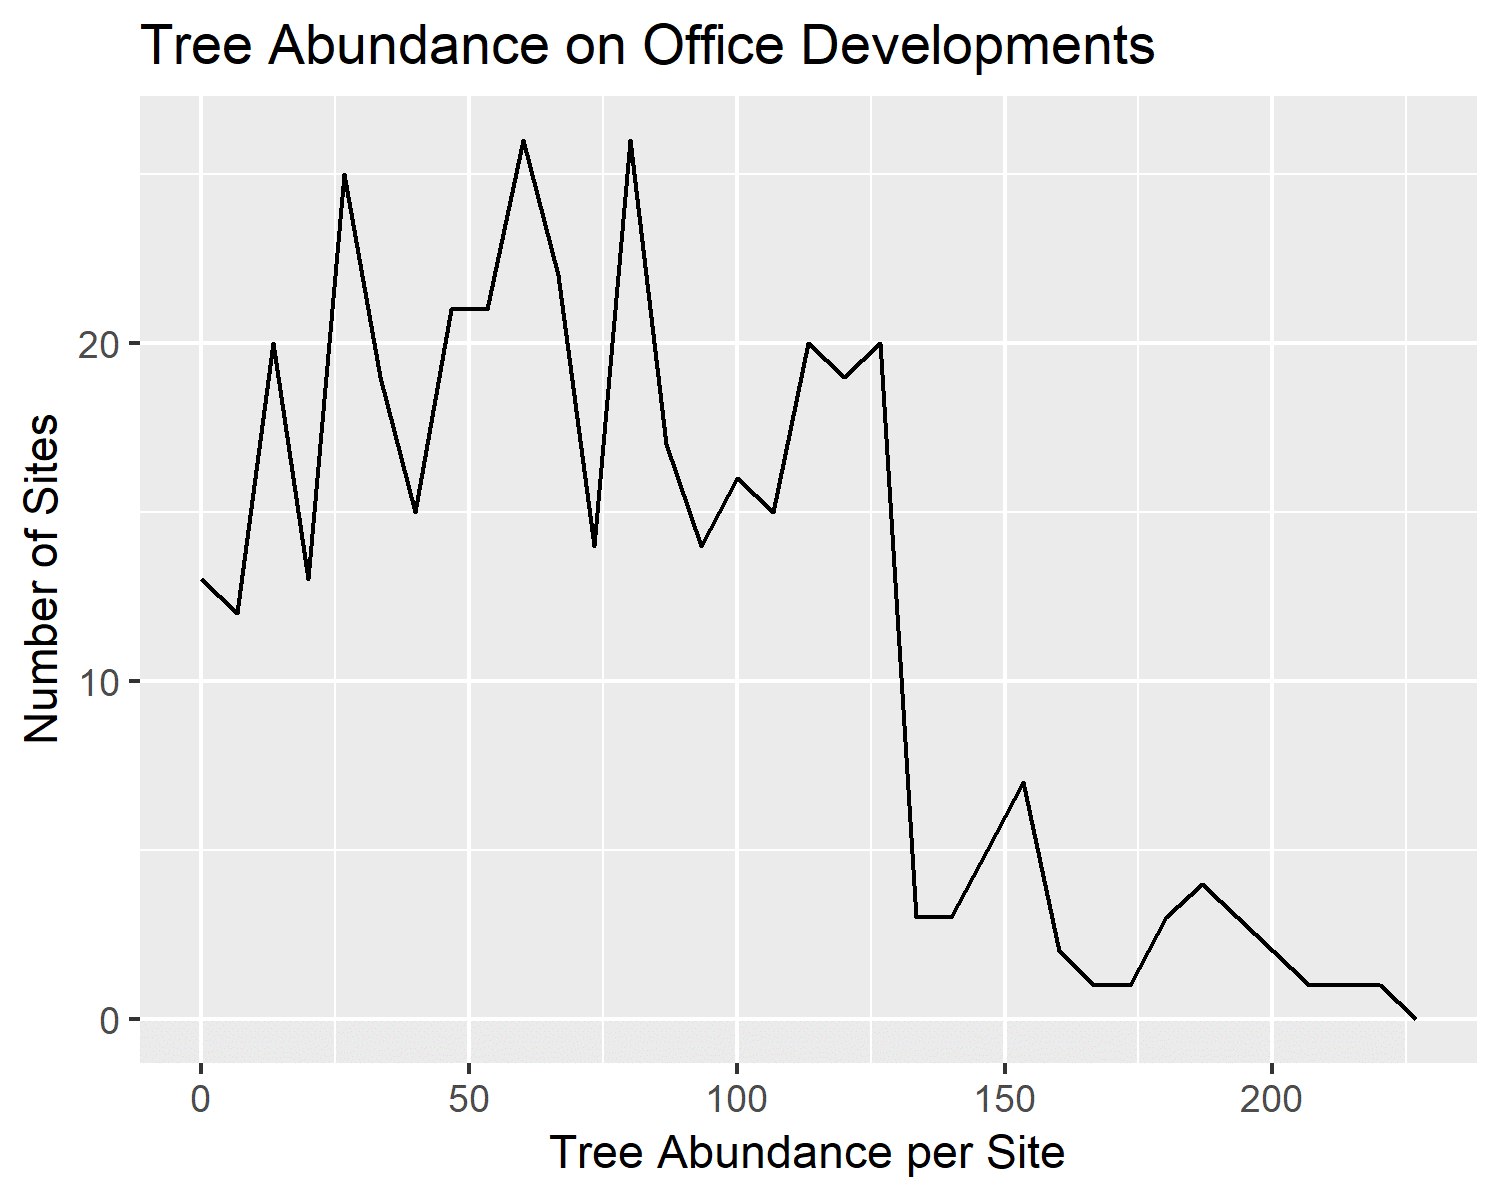 Tree Abundance on Office Developments
Number of Sites
20
10
0
0 50 100 150 200
Tree Abundance per Site